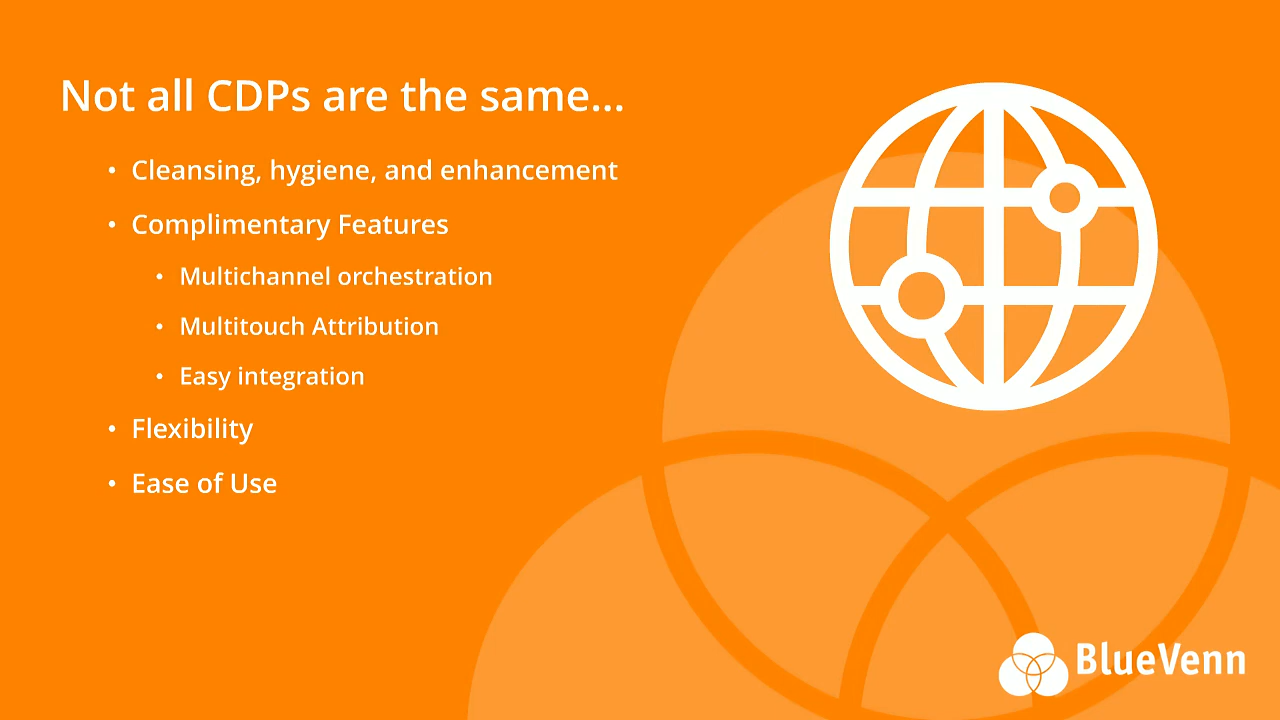 Not all CDPs are the same...
• Cleansing, hygiene, and enhancement
• Complimentary Features
• Multichannel orchestration
• Multitouch Attribution
• Easy integration
• Flexibility
• Ease of Use
BlueVenn